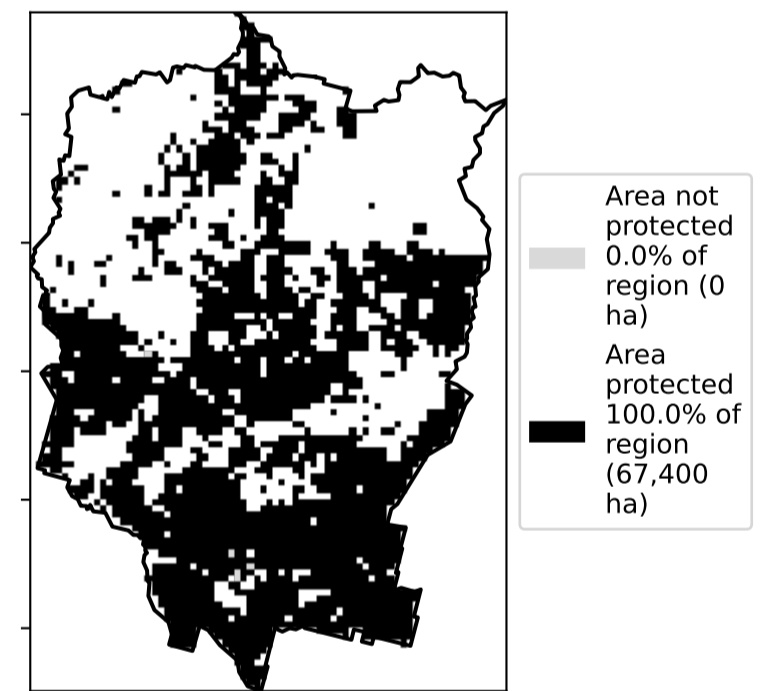 Area not
protected
0.0% of
region (0
ha)
Area
protected
100.0% of
region
(67,400
ha)